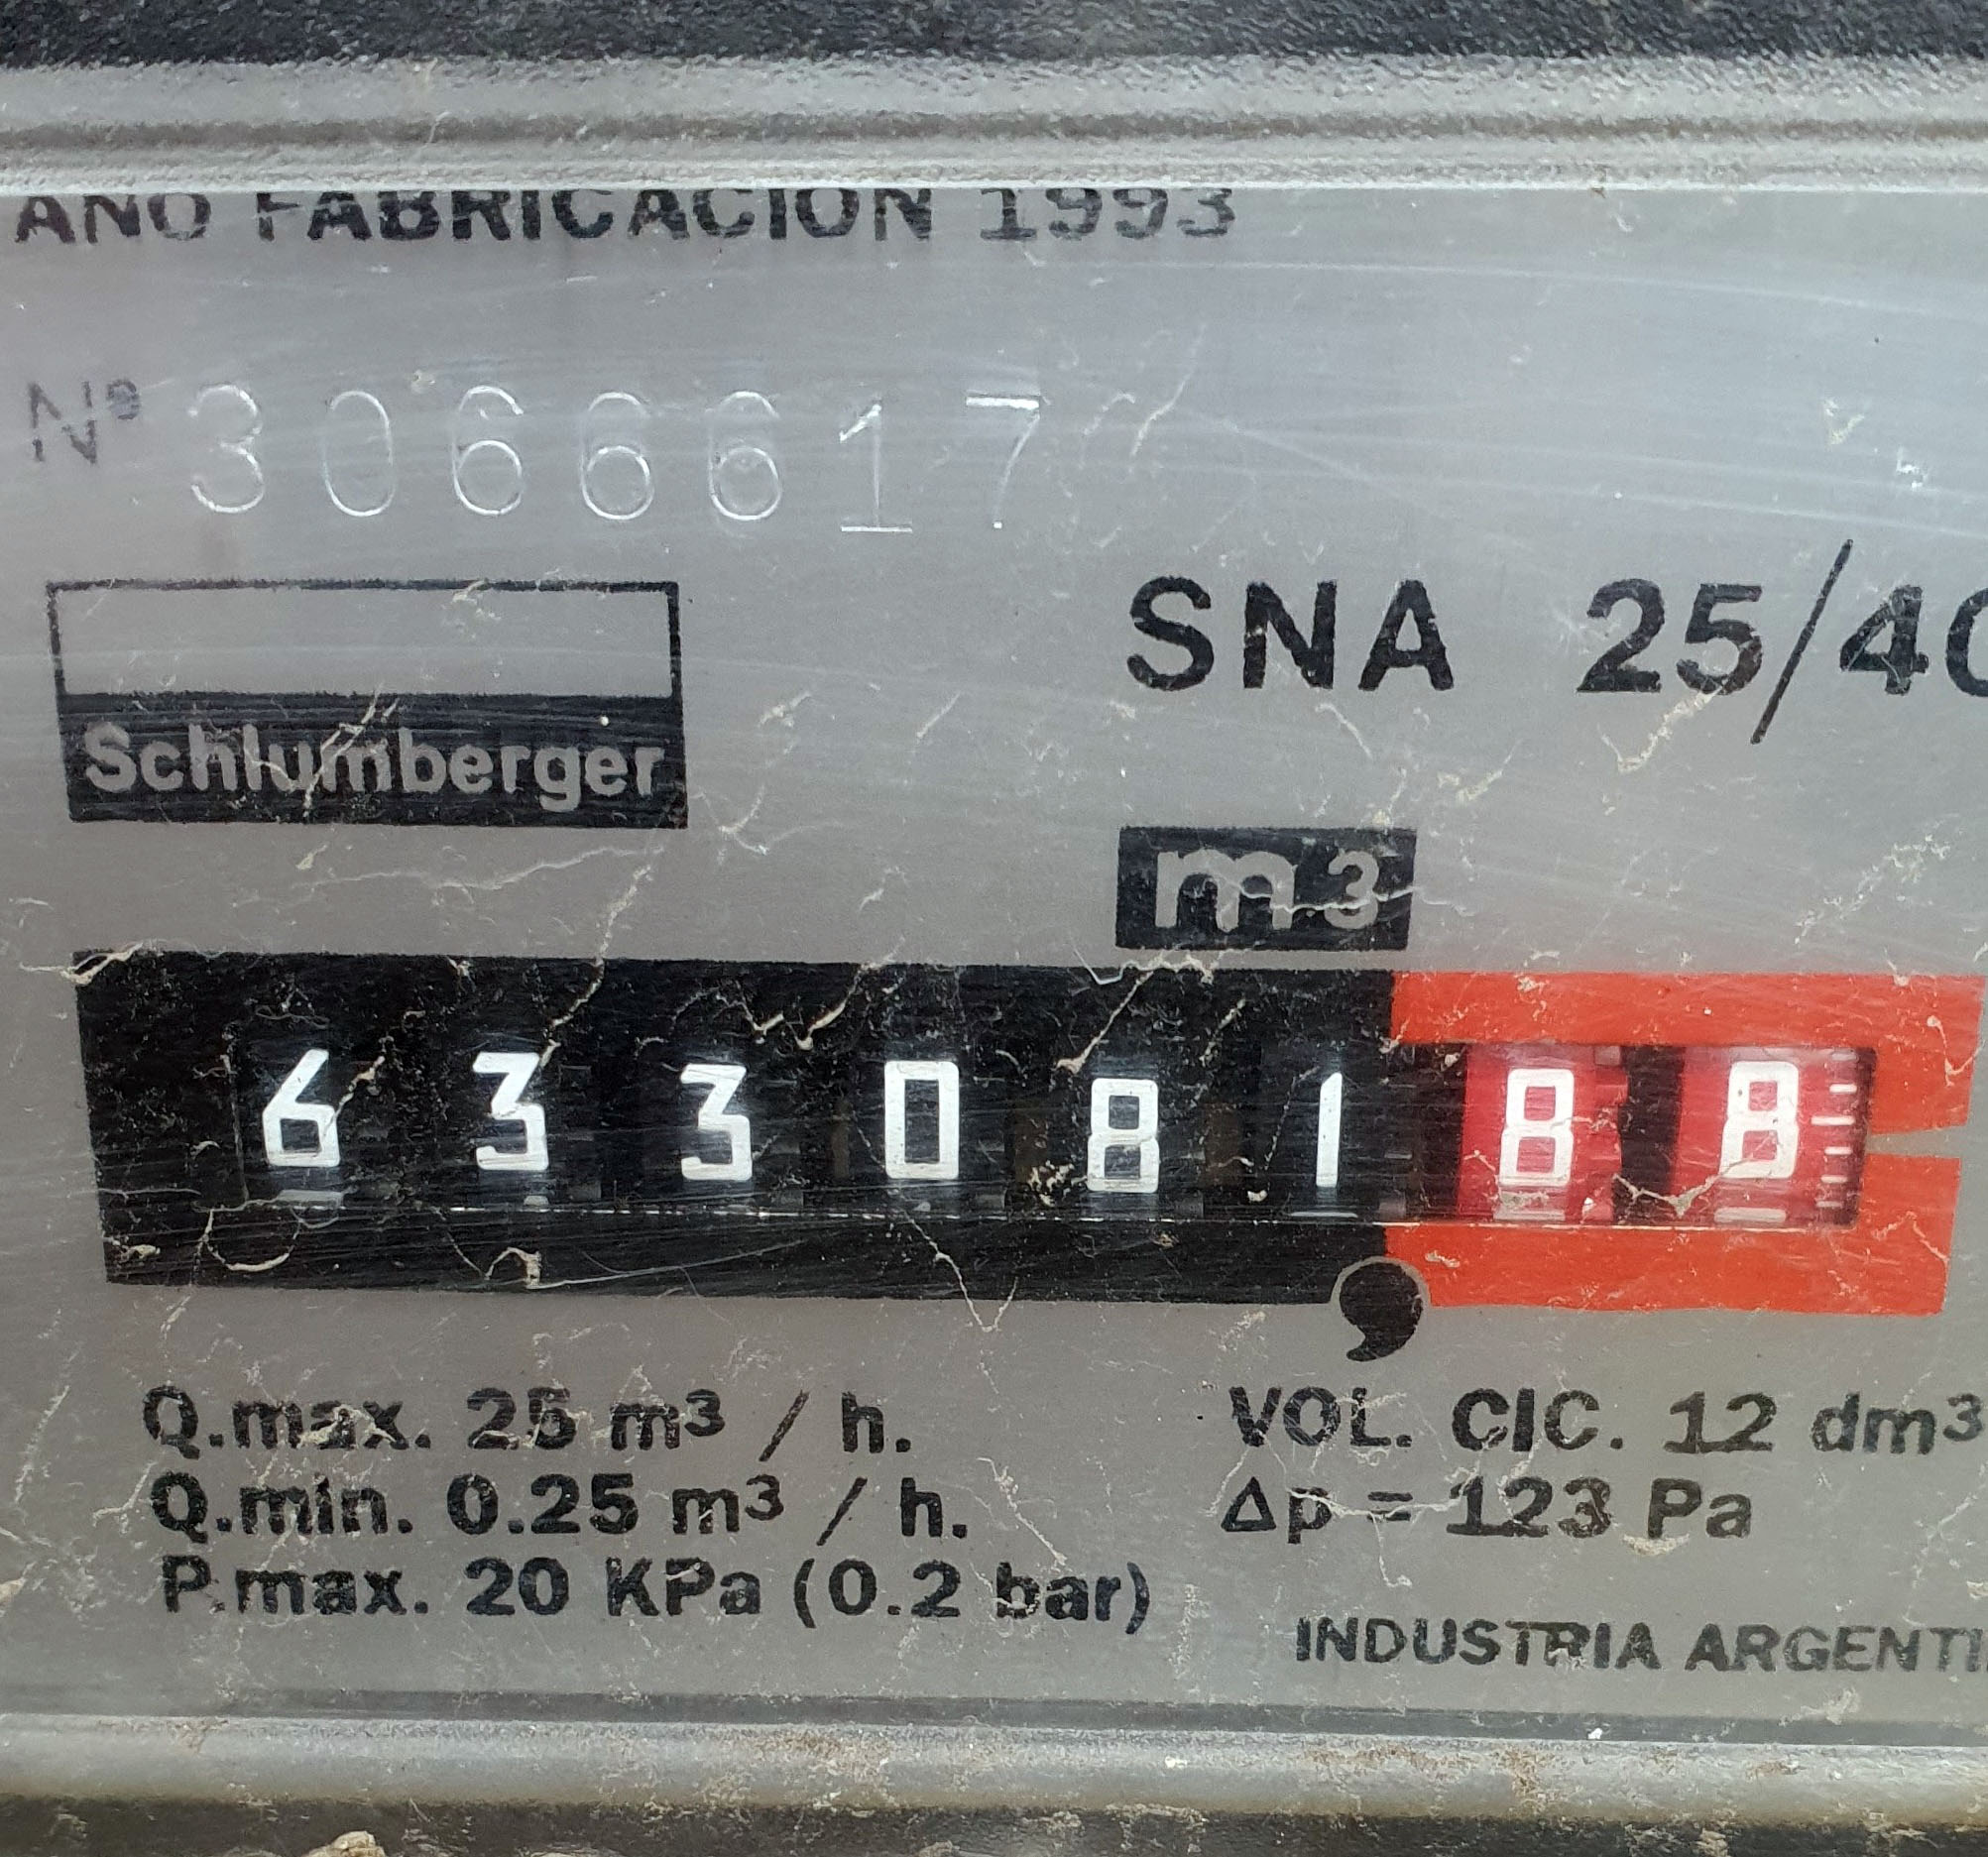 AÑO FABRICACION 1993
Nº 3066617
Schlumberger
SNA 25/40
m3
633081 88
,
Q.max. 25 m³ / h.
Q.min. 0.25 m³ / h.
P.max. 20 KPa (0.2 bar)
VOL. CIC. 12 dm³
Δp = 123 Pa
INDUSTRIA ARGENTI